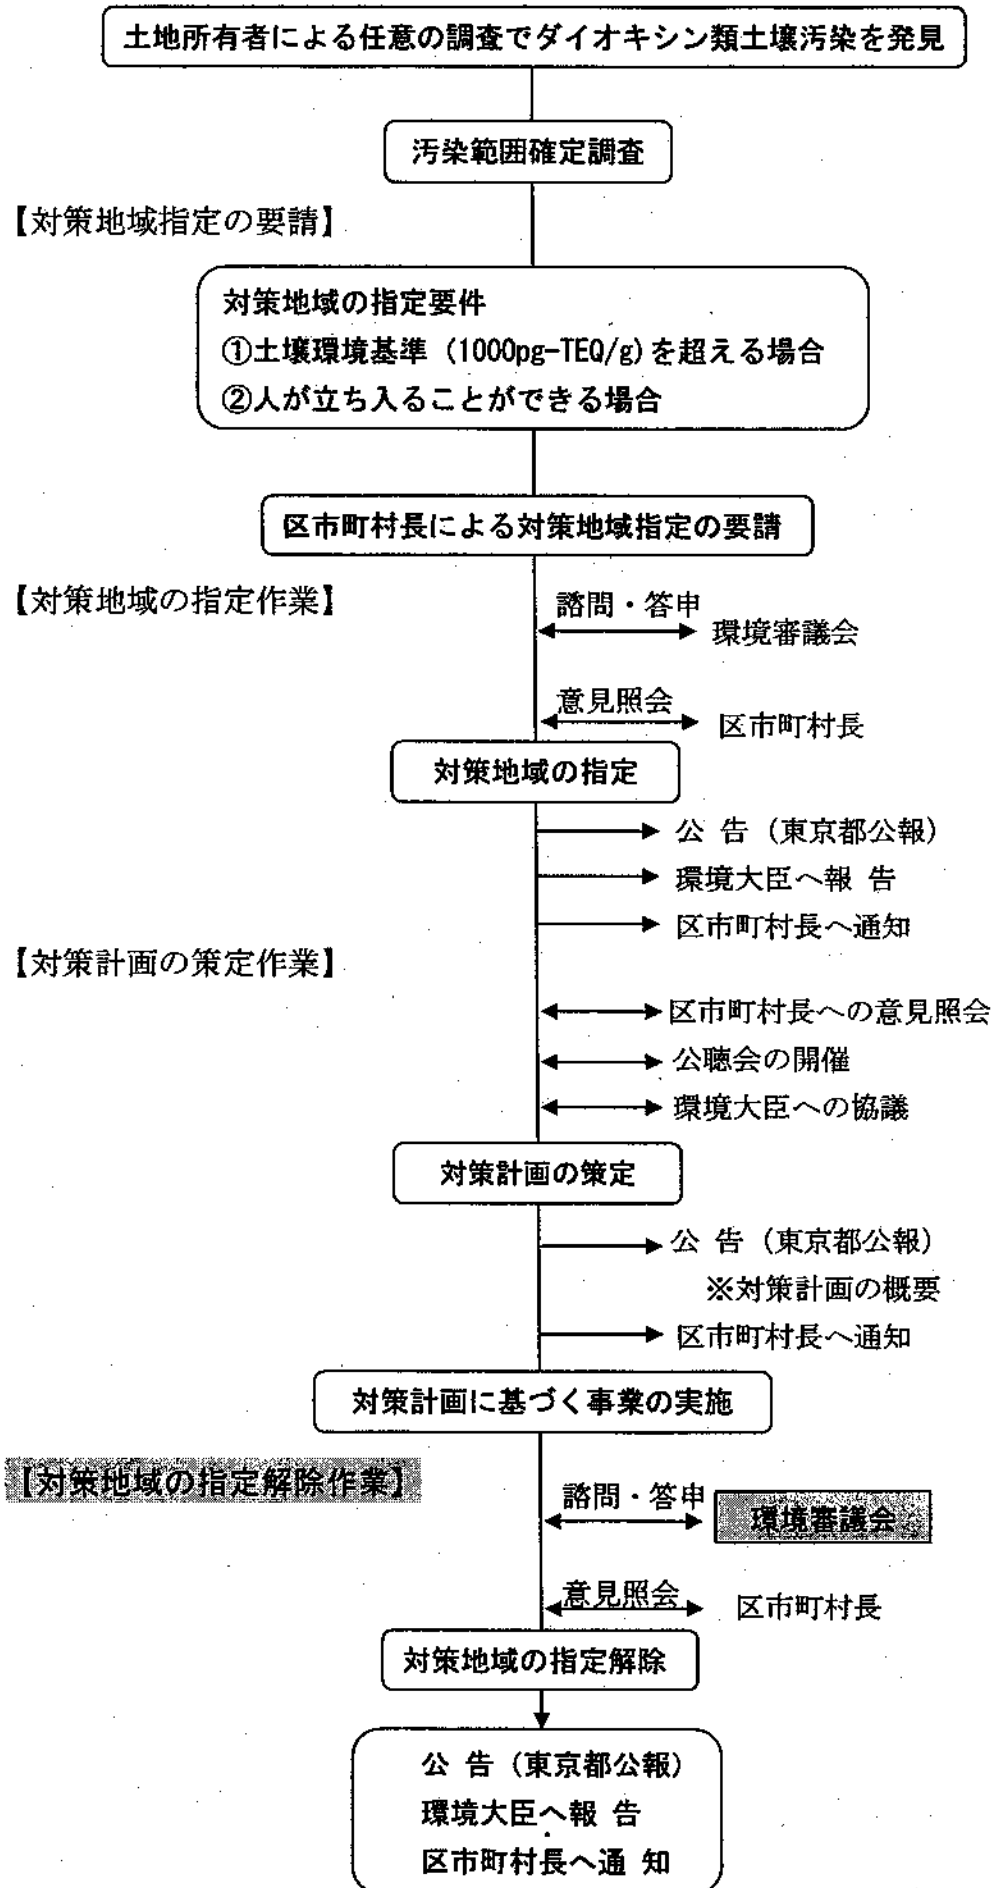 土地所有者による任意の調査でダイオキシン類土壌汚染を発見
汚染範囲確定調査
【対策地域指定の要請】
対策地域の指定要件
①土壌環境基準（1000pg-TEQ/g）を超える場合
②人が立ち入ることができる場合
区市町村長による対策地域指定の要請
【対策地域の指定作業】
諮問・答申
環境審議会
意見照会
区市町村長
対策地域の指定
公 告（東京都公報）
環境大臣へ報 告
区市町村長へ通知
【対策計画の策定作業】
区市町村長への意見照会
公聴会の開催
環境大臣への協議
対策計画の策定
公 告（東京都公報）
※対策計画の概要
区市町村長へ通知
対策計画に基づく事業の実施
【対策地域の指定解除作業】
諮問・答申
環境審議会
意見照会
区市町村長
対策地域の指定解除
公 告（東京都公報）
環境大臣へ報 告
区市町村長へ通 知